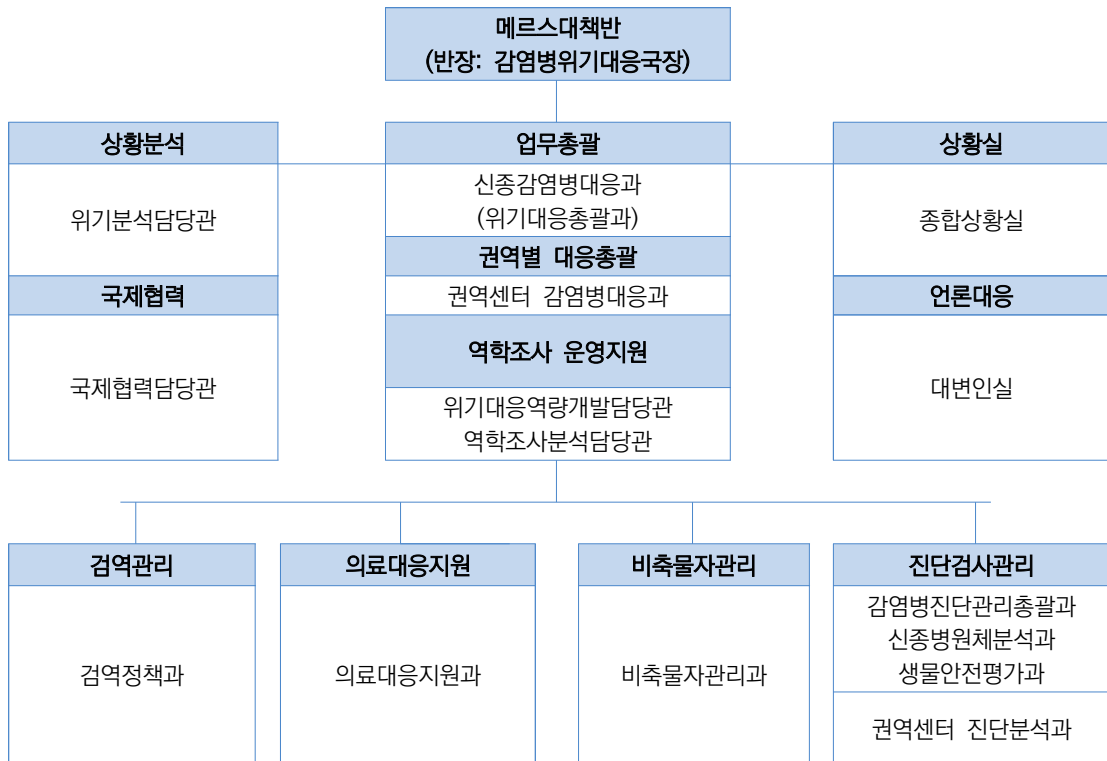 메르스대책반
(반장: 감염병위기대응국장)
상황분석
위기분석담당관
국제협력
국제협력담당관
업무총괄
신종감염병대응과
(위기대응총괄과)
권역별 대응총괄
권역센터 감염병대응과
역학조사 운영지원
위기대응역량개발담당관
역학조사분석담당관
상황실
종합상황실
언론대응
대변인실
검역관리
검역정책과
의료대응지원
의료대응지원과
비축물자관리
비축물자관리과
진단검사관리
감염병진단관리총괄과
신종병원체분석과
생물안전평가과
권역센터 진단분석과